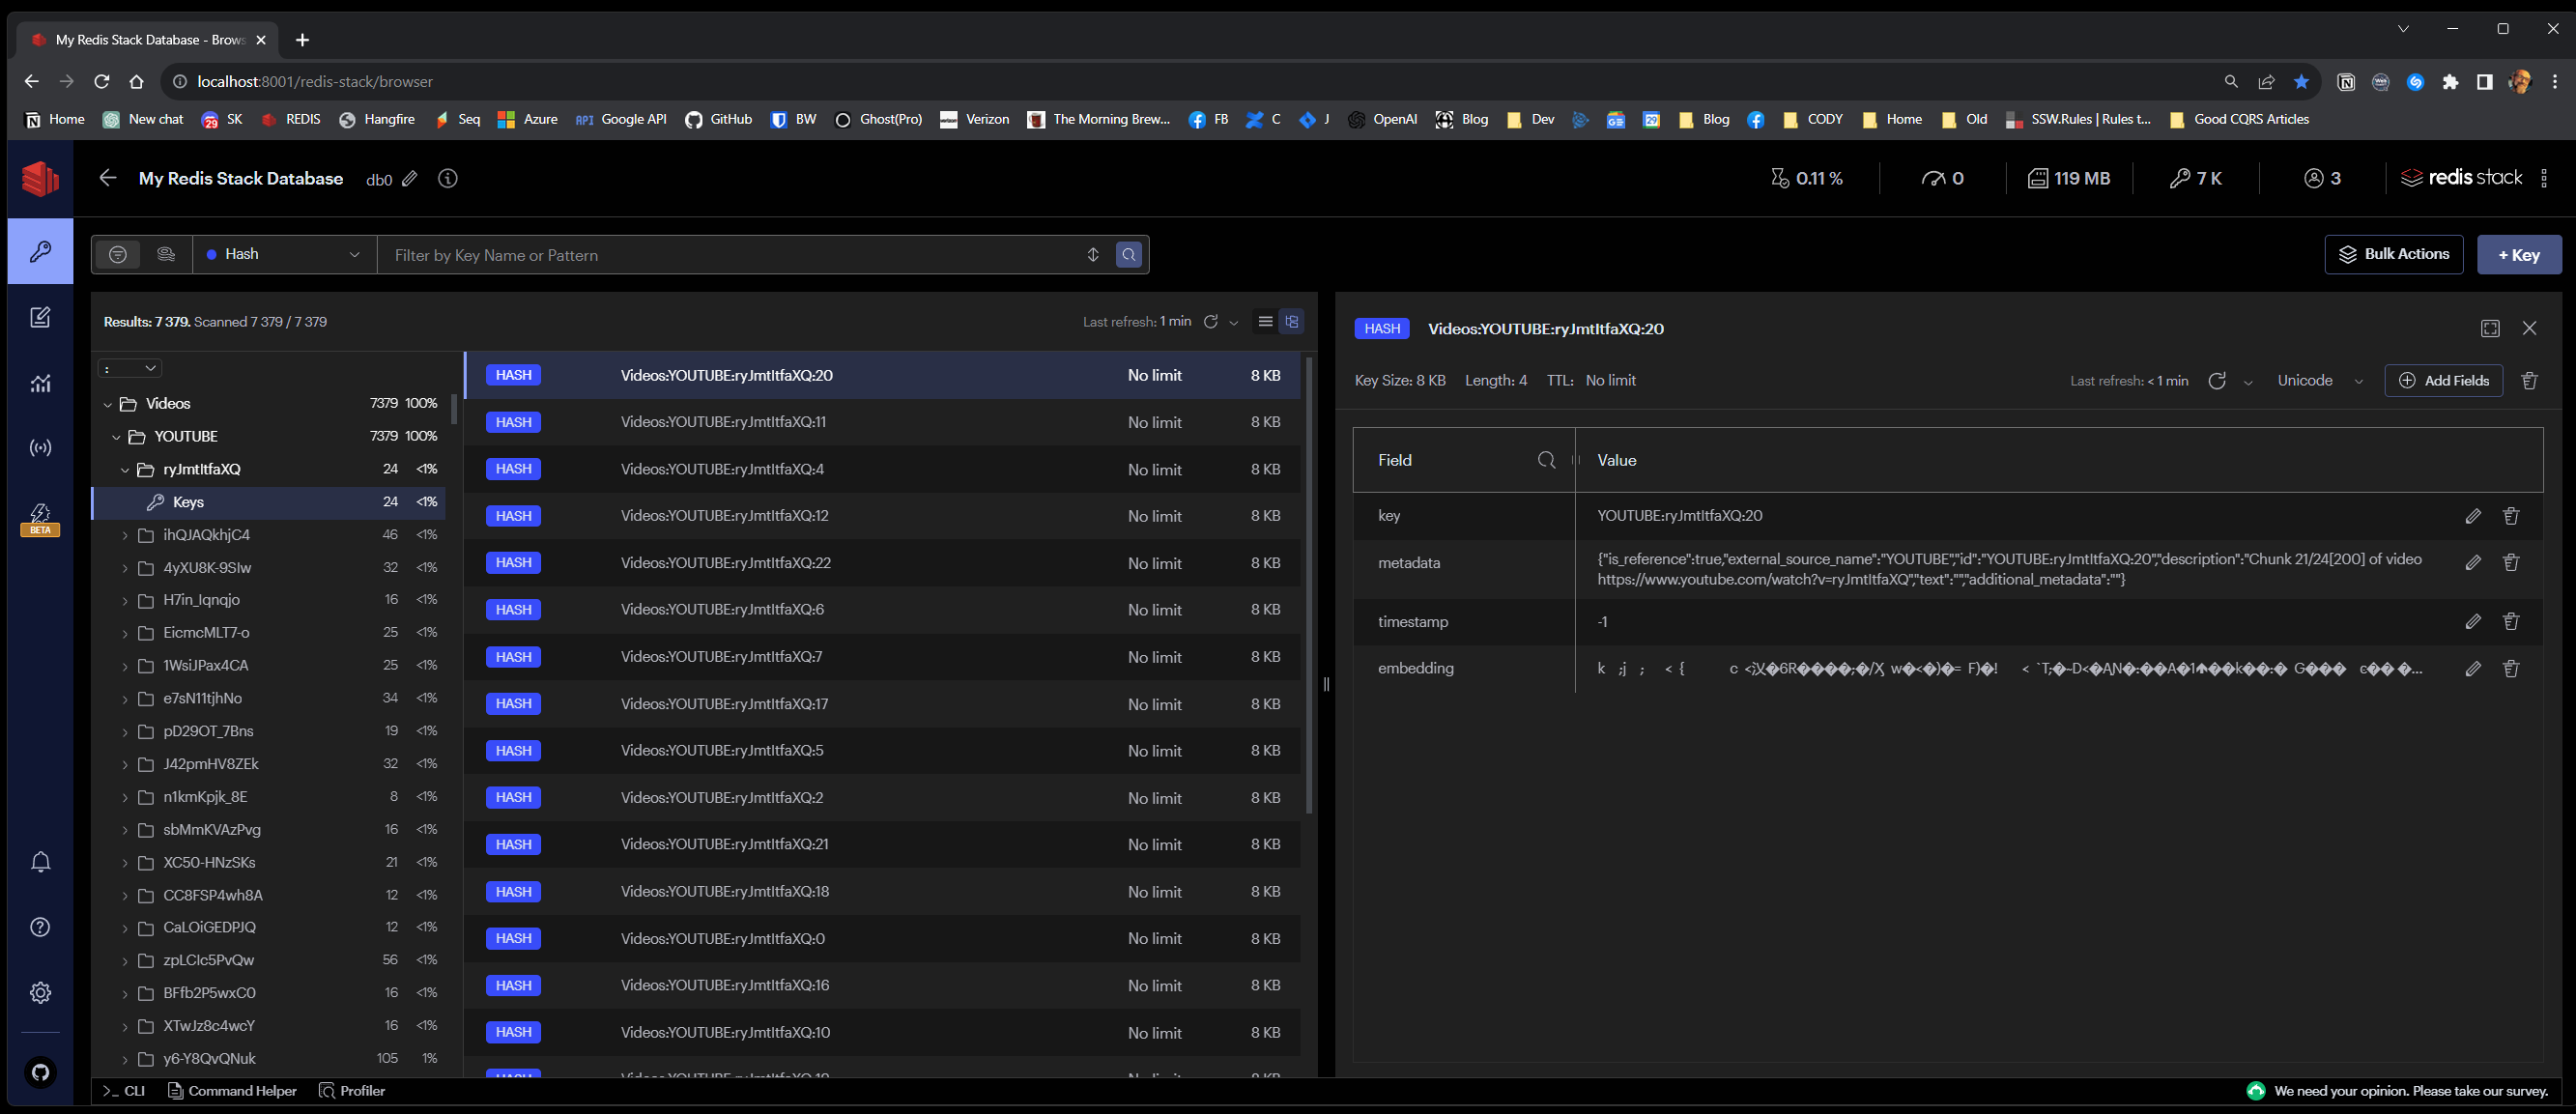 My Redis Stack Database - Brows
localhost:8001/redis-stack/browser
Home New chat SK REDIS Hangfire Seq Azure Google API GitHub BW Ghost(Pro) Verizon The Morning Brew... FB C J OpenAI Blog Dev Blog CODY Home Old SSW.Rules | Rules t... Good CQRS Articles
My Redis Stack Database db0 0.11 % 0 119 MB 7 K 3 redis stack
Hash Filter by Key Name or Pattern Bulk Actions + Key
Results: 7 379. Scanned 7 379 / 7 379 Last refresh: 1 min
:
Videos 7379 100%
YOUTUBE 7379 100%
ryJmtItfaXQ 24 <1%
Keys 24 <1%
ihQJAQkhjC4 46 <1%
4yXU8K-9SIw 32 <1%
H7in_lqnqjo 16 <1%
EicmcMLT7-o 25 <1%
1WsiJPax4CA 25 <1%
e7sN11tjhNo 34 <1%
pD29OT_7Bns 19 <1%
J42pmHV8ZEk 32 <1%
n1kmKpjk_8E 8 <1%
sbMmKVAzPvg 16 <1%
XC50-HNzSKs 21 <1%
CC8FSP4wh8A 12 <1%
CaLOiGEDPJQ 12 <1%
zpLClc5PvQw 56 <1%
BFfb2P5wxC0 16 <1%
XTwJz8c4wcY 16 <1%
y6-Y8QvQNuk 105 1%
BETA
HASH Videos:YOUTUBE:ryJmtItfaXQ:20 No limit 8 KB
HASH Videos:YOUTUBE:ryJmtItfaXQ:11 No limit 8 KB
HASH Videos:YOUTUBE:ryJmtItfaXQ:4 No limit 8 KB
HASH Videos:YOUTUBE:ryJmtItfaXQ:12 No limit 8 KB
HASH Videos:YOUTUBE:ryJmtItfaXQ:22 No limit 8 KB
HASH Videos:YOUTUBE:ryJmtItfaXQ:6 No limit 8 KB
HASH Videos:YOUTUBE:ryJmtItfaXQ:7 No limit 8 KB
HASH Videos:YOUTUBE:ryJmtItfaXQ:17 No limit 8 KB
HASH Videos:YOUTUBE:ryJmtItfaXQ:5 No limit 8 KB
HASH Videos:YOUTUBE:ryJmtItfaXQ:2 No limit 8 KB
HASH Videos:YOUTUBE:ryJmtItfaXQ:21 No limit 8 KB
HASH Videos:YOUTUBE:ryJmtItfaXQ:18 No limit 8 KB
HASH Videos:YOUTUBE:ryJmtItfaXQ:0 No limit 8 KB
HASH Videos:YOUTUBE:ryJmtItfaXQ:16 No limit 8 KB
HASH Videos:YOUTUBE:ryJmtItfaXQ:10 No limit 8 KB
HASH Videos:YOUTUBE:ryJmtItfaXQ:20
Key Size: 8 KB Length: 4 TTL: No limit Last refresh: < 1 min Unicode Add Fields
Field Value
key YOUTUBE:ryJmtItfaXQ:20
metadata {"is_reference":true,"external_source_name":"YOUTUBE","id":"YOUTUBE:ryJmtItfaXQ:20","description":"Chunk 21/24[200] of video
https://www.youtube.com/watch?v=ryJmtItfaXQ","text":"","additional_metadata":""}
timestamp -1
embedding
>_ CLI Command Helper Profiler We need your opinion. Please take our survey.